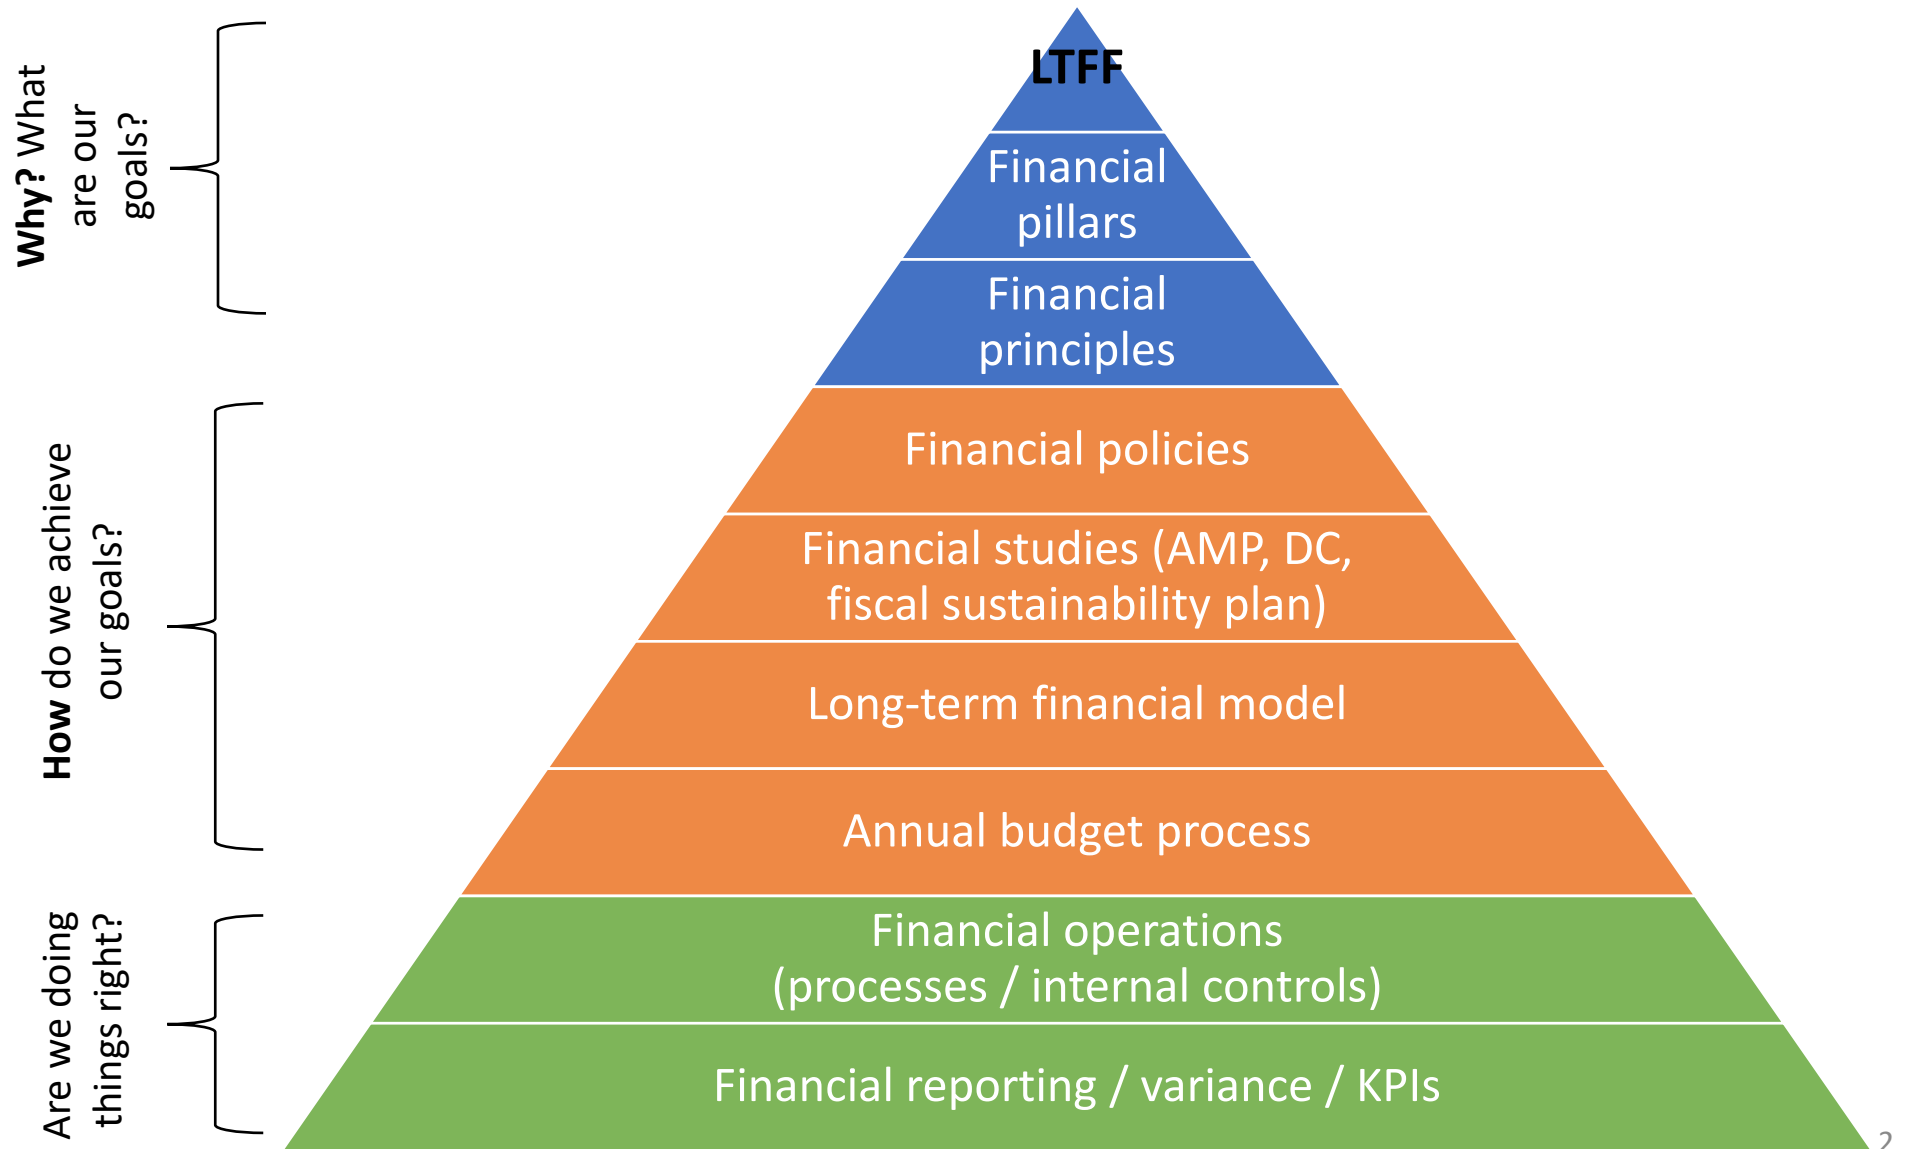 Why? What
are our
goals?
LTFF
Financial
pillars
Financial
principles
How do we achieve
our goals?
Financial policies
Financial studies (AMP, DC,
fiscal sustainability plan)
Long-term financial model
Annual budget process
Are we doing
things right?
Financial operations
(processes / internal controls)
Financial reporting / variance / KPIs
2